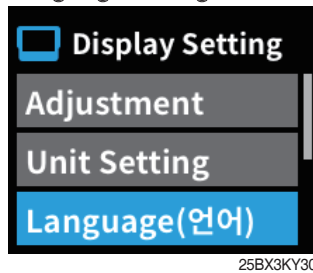 Display Setting
Adjustment
Unit Setting
Language(언어)
25BX3KY30